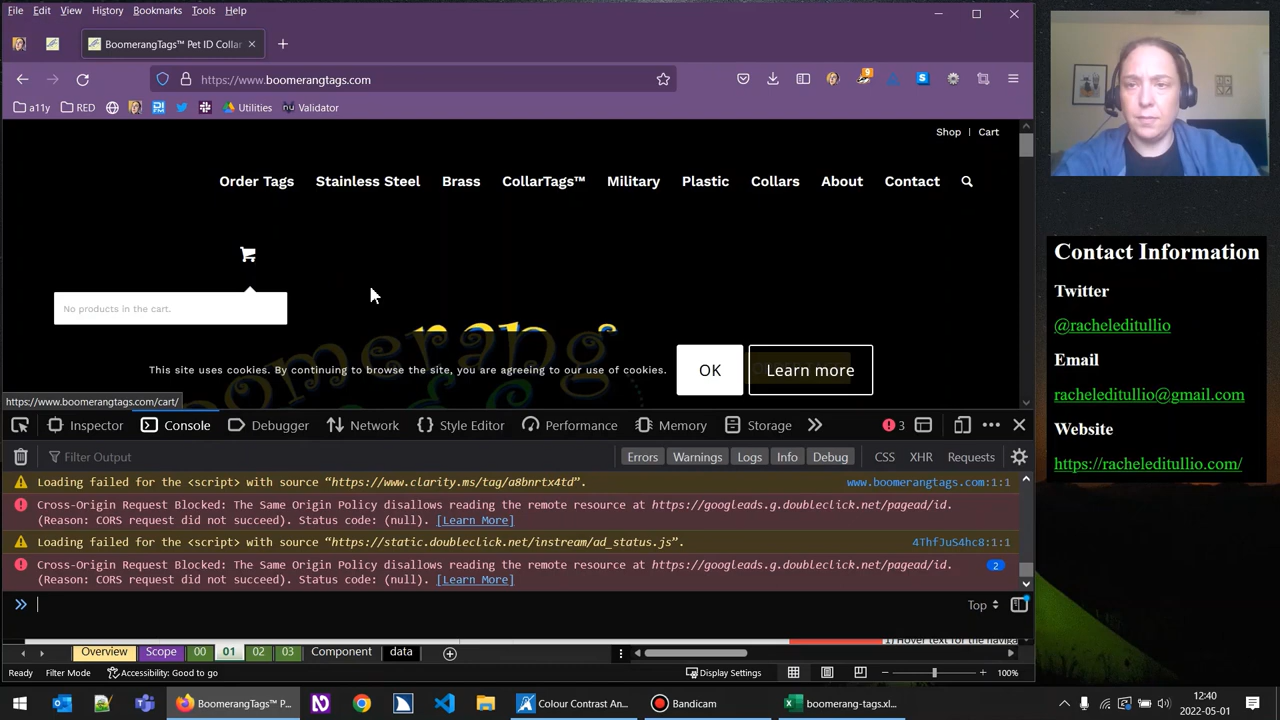 File Edit View History Bookmarks Tools Help
BoomerangTags™ Pet ID Collar
https://www.boomerangtags.com
9
S
a11y RED Utilities Validator
Shop | Cart
Order Tags Stainless Steel Brass CollarTags™ Military Plastic Collars About Contact
No products in the cart.
This site uses cookies. By continuing to browse the site, you are agreeing to our use of cookies.
OK
Learn more
https://www.boomerangtags.com/cart/
Inspector Console Debugger Network Style Editor Performance Memory Storage 3
Filter Output Errors Warnings Logs Info Debug CSS XHR Requests
Loading failed for the <script> with source “https://www.clarity.ms/tag/a8bnrtx4td”. www.boomerangtags.com:1:1
Cross-Origin Request Blocked: The Same Origin Policy disallows reading the remote resource at https://googleads.g.doubleclick.net/pagead/id.
(Reason: CORS request did not succeed). Status code: (null). [Learn More]
Loading failed for the <script> with source “https://static.doubleclick.net/instream/ad_status.js”. 4ThfJuS4hc8:1:1
Cross-Origin Request Blocked: The Same Origin Policy disallows reading the remote resource at https://googleads.g.doubleclick.net/pagead/id. 2
(Reason: CORS request did not succeed). Status code: (null). [Learn More]
Top
Overview Scope 00 01 02 03 Component data
Ready Filter Mode Accessibility: Good to go Display Settings 100%
BoomerangTags™ P... Colour Contrast An... Bandicam boomerang-tags.xl...
12:40
2022-05-01
Contact Information
Twitter
@racheleditullio
Email
racheleditullio@gmail.com
Website
https://racheleditullio.com/